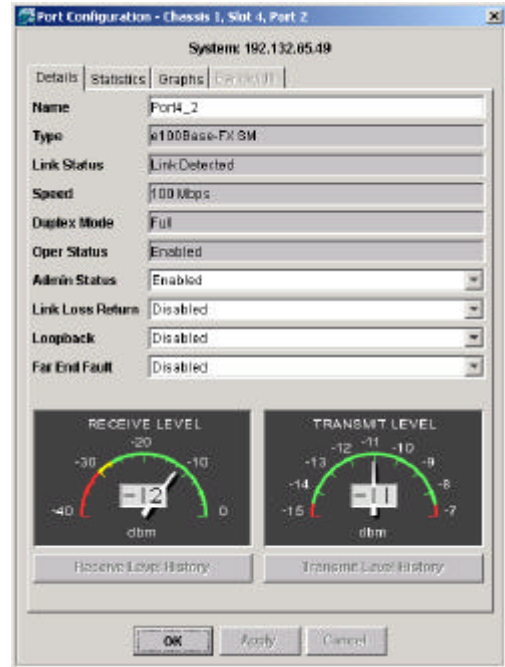 Port Configuration - Chassis 1, Slot 4, Port 2
System: 192.132.65.49
Details Statistics Graphs
Name Port4_2
Type e100Base-FX SM
Link Status Link Detected
Speed 100 Mbps
Duplex Mode Full
Oper Status Enabled
Admin Status Enabled
Link Loss Return Disabled
Loopback Disabled
Far End Fault Disabled
RECEIVE LEVEL
-40 -30 -20 -10 0
-12
dbm
TRANSMIT LEVEL
-15 -14 -13 -12 -11 -10 -9 -8 -7
-11
dbm
Receive Level History Transmit Level History
OK Apply Cancel